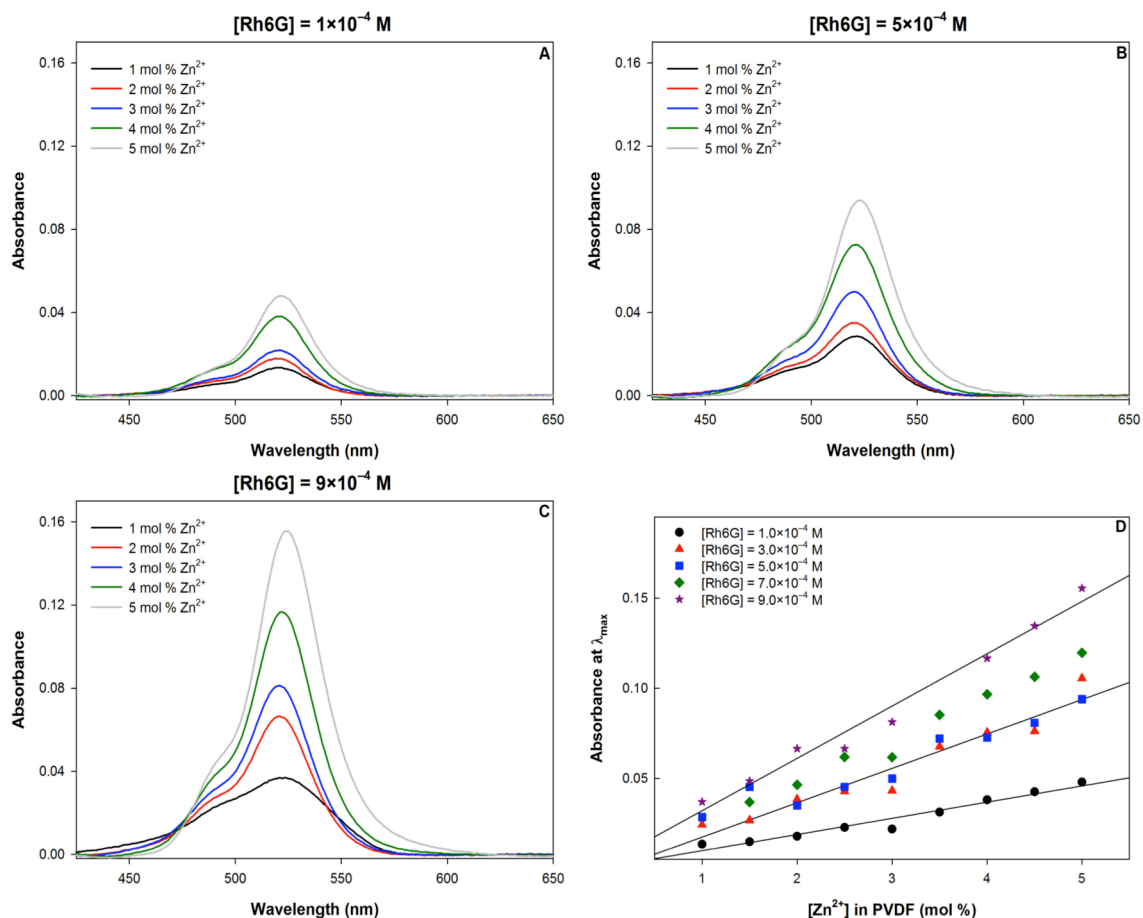 [Rh6G] = 1×10⁻⁴ M
A
1 mol % Zn²⁺
2 mol % Zn²⁺
3 mol % Zn²⁺
4 mol % Zn²⁺
5 mol % Zn²⁺
0.16
0.12
0.08
0.04
0.00
Absorbance
450
500
550
600
650
Wavelength (nm)
[Rh6G] = 5×10⁻⁴ M
B
1 mol % Zn²⁺
2 mol % Zn²⁺
3 mol % Zn²⁺
4 mol % Zn²⁺
5 mol % Zn²⁺
0.16
0.12
0.08
0.04
0.00
Absorbance
450
500
550
600
650
Wavelength (nm)
[Rh6G] = 9×10⁻⁴ M
C
1 mol % Zn²⁺
2 mol % Zn²⁺
3 mol % Zn²⁺
4 mol % Zn²⁺
5 mol % Zn²⁺
0.16
0.12
0.08
0.04
0.00
Absorbance
450
500
550
600
650
Wavelength (nm)
D
[Rh6G] = 1.0×10⁻⁴ M
[Rh6G] = 3.0×10⁻⁴ M
[Rh6G] = 5.0×10⁻⁴ M
[Rh6G] = 7.0×10⁻⁴ M
[Rh6G] = 9.0×10⁻⁴ M
0.15
0.10
0.05
Absorbance at λmax
1
2
3
4
5
[Zn²⁺] in PVDF (mol %)